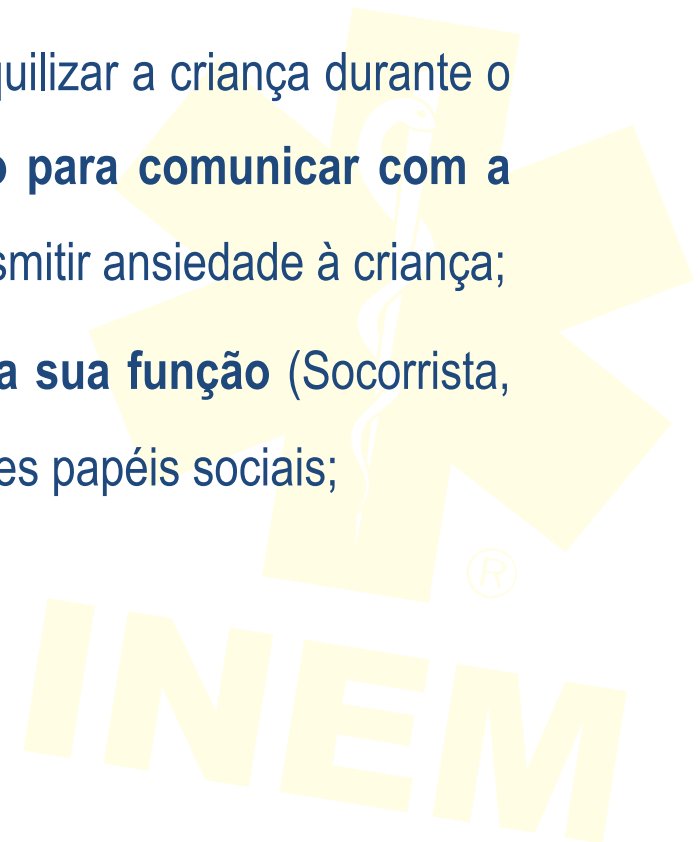 quilizar a criança durante o
para comunicar com a
smitir ansiedade à criança;
a sua função (Socorrista,
es papéis sociais;
®
INEM